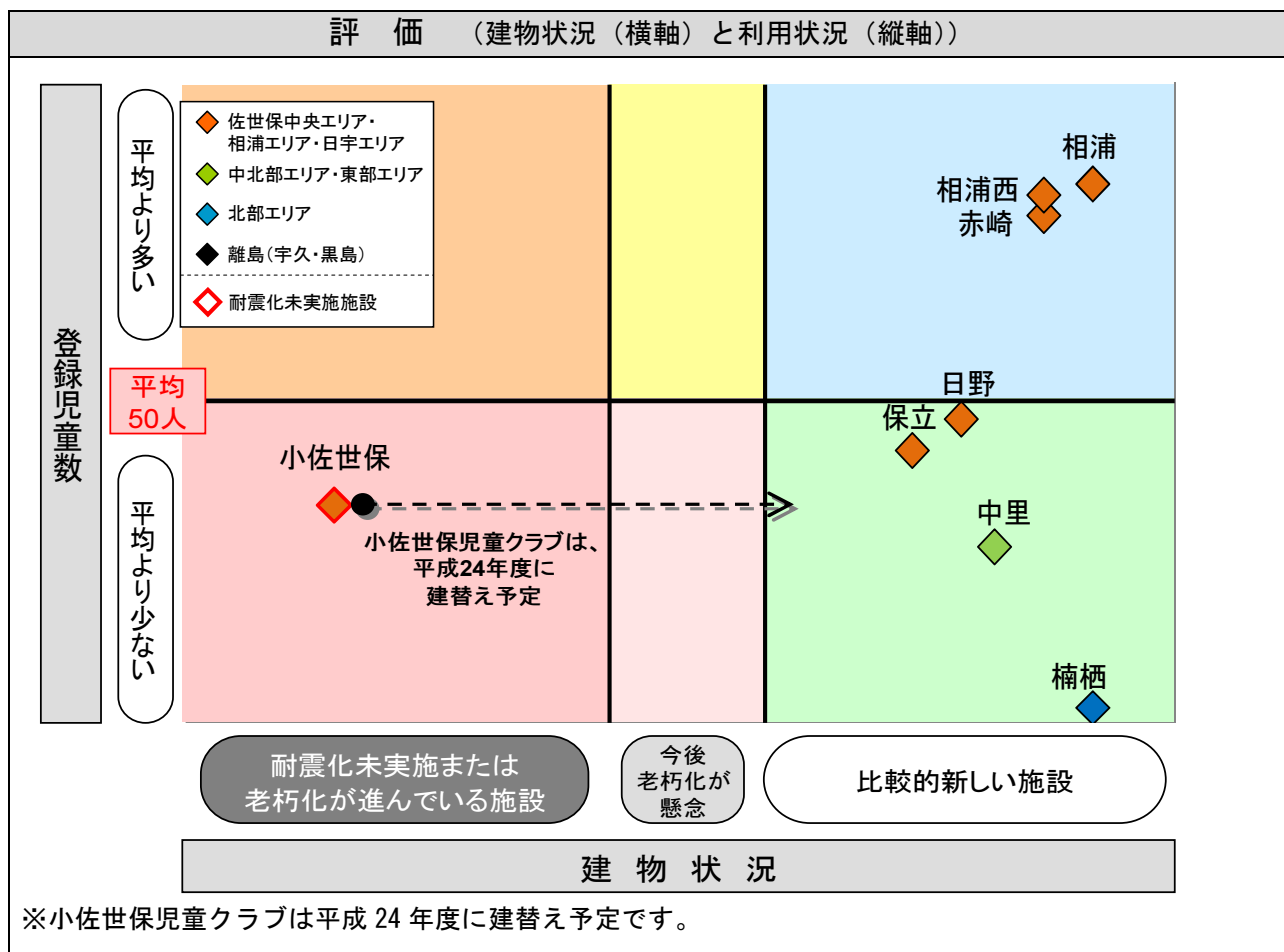 評 価 (建物状況(横軸)と利用状況(縦軸))
登録児童数
平均より多い
平均
50人
平均より少ない
佐世保中央エリア・
相浦エリア・日宇エリア
中北部エリア・東部エリア
北部エリア
離島(宇久・黒島)
耐震化未実施施設
相浦
相浦西
赤崎
日野
保立
小佐世保
中里
小佐世保児童クラブは、
平成24年度に
建替え予定
楠栖
耐震化未実施または
老朽化が進んでいる施設
今後
老朽化が
懸念
比較的新しい施設
建 物 状 況
※小佐世保児童クラブは平成 24 年度に建替え予定です。